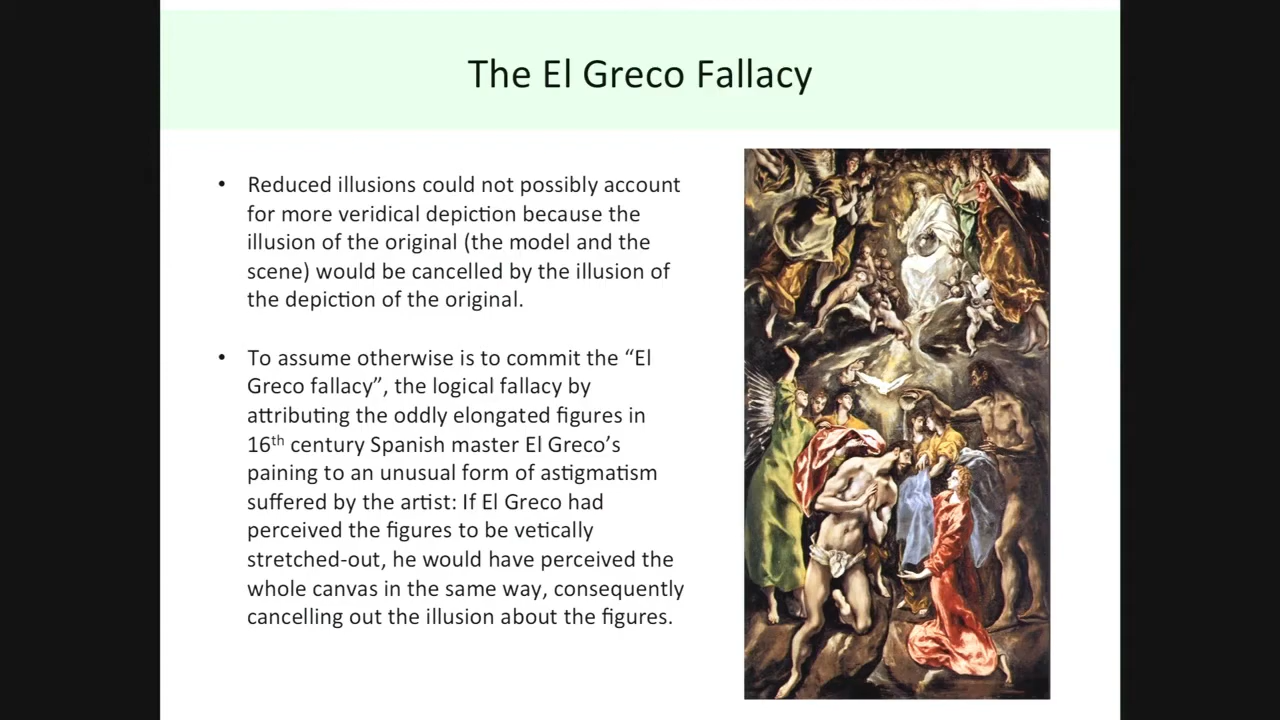 The El Greco Fallacy
• Reduced illusions could not possibly account
for more veridical depiction because the
illusion of the original (the model and the
scene) would be cancelled by the illusion of
the depiction of the original.
• To assume otherwise is to commit the “El
Greco fallacy”, the logical fallacy by
attributing the oddly elongated figures in
16th century Spanish master El Greco’s
paining to an unusual form of astigmatism
suffered by the artist: If El Greco had
perceived the figures to be vetically
stretched-out, he would have perceived the
whole canvas in the same way, consequently
cancelling out the illusion about the figures.